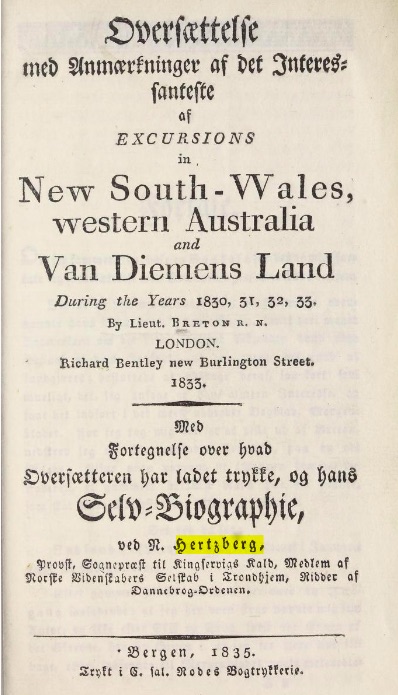 Oversættelse
med Anmærkninger af det Interes-
santeste
af
EXCURSIONS
in
New South-Wales,
western Australia
and
Van Diemens Land
During the Years 1830, 31, 32, 33.
By Lieut. BRETON R. N.
LONDON.
Richard Bentley new Burlington Street.
1833.
Med
Fortegnelse over hvad
Oversætteren har ladet trykke, og hans
Selv-Biographie,
ved N. Hertzberg,
Provst, Sognepræst til Kingservigs Kald, Medlem af
Norske Videnskabers Selskab i Trondhjem, Ridder af
Dannebrog-Ordenen.
Bergen, 1835.
Trykt i C. sal. Rodes Bogtrykkerie.